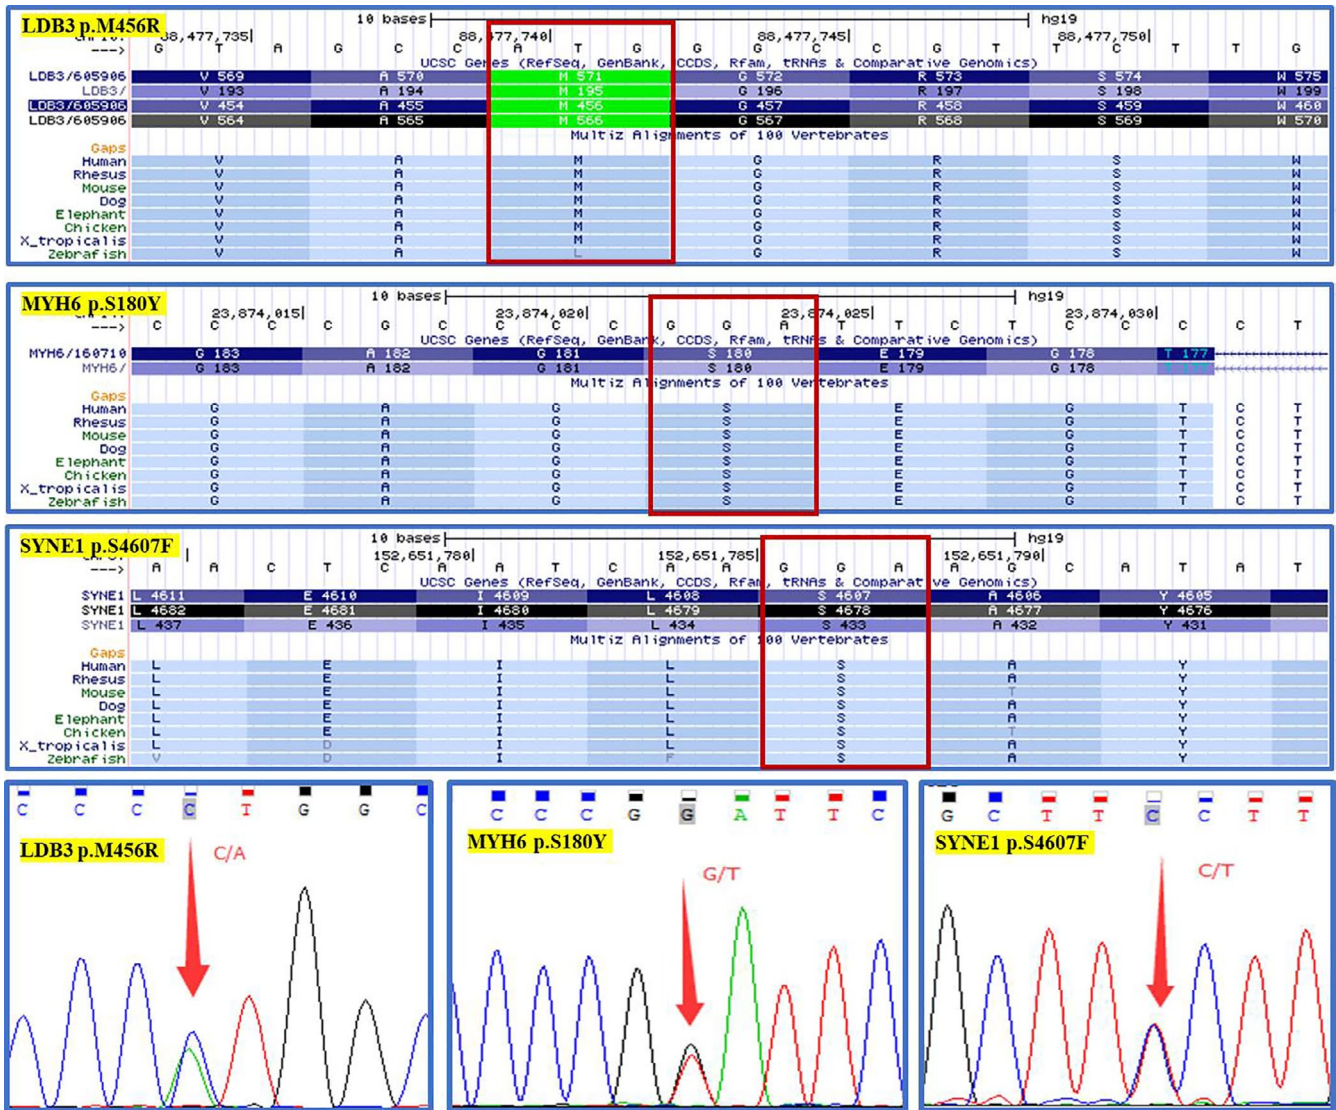 LDB3 p.M456R
10 bases hg19
88,477,735| 88,477,740| 88,477,745| 88,477,750|
---> G T A G C C A T G G G C C G T T C T T G
UCSC Genes (RefSeq, GenBank, CCDS, Rfam, tRNAs & Comparative Genomics)
LDB3/605906 V 569 A 570 M 571 G 572 R 573 S 574 W 575
LDB3/ V 193 A 194 M 195 G 196 R 197 S 198 W 199
LDB3/605906 V 454 A 455 M 456 G 457 R 458 S 459 W 460
LDB3/605906 V 564 A 565 M 566 G 567 R 568 S 569 W 570
Multiz Alignments of 100 Vertebrates
Gaps
Human V A M G R S W
Rhesus V A M G R S W
Mouse V A M G R S W
Dog V A M G R S W
Elephant V A M G R S W
Chicken V A M G R S W
X_tropicalis V A M G R S W
Zebrafish V A L G R S W
MYH6 p.S180Y
10 bases hg19
23,874,015| 23,874,020| 23,874,025| 23,874,030|
---> C C C C G C C C C G G A T T C T C C C C T
UCSC Genes (RefSeq, GenBank, CCDS, Rfam, tRNAs & Comparative Genomics)
MYH6/160710 G 183 A 182 G 181 S 180 E 179 G 178 T 177
MYH6/ G 183 A 182 G 181 S 180 E 179 G 178 T 177
Multiz Alignments of 100 Vertebrates
Gaps
Human G A G S E G T C T
Rhesus G A G S E G T C T
Mouse G A G S E G T C T
Dog G A G S E G T C T
Elephant G A G S E G T C T
Chicken G A G S E G T C T
X_tropicalis G A G S E G T C T
Zebrafish G A G S E G T C T
SYNE1 p.S4607F
10 bases hg19
152,651,780| 152,651,785| 152,651,790|
---> A A C T C A A T C A A G G A A G C A T A T
UCSC Genes (RefSeq, GenBank, CCDS, Rfam, tRNAs & Comparative Genomics)
SYNE1 L 4611 E 4610 I 4609 L 4608 S 4607 A 4606 Y 4605
SYNE1 L 4682 E 4681 I 4680 L 4679 S 4678 A 4677 Y 4676
SYNE1 L 437 E 436 I 435 L 434 S 433 A 432 Y 431
Multiz Alignments of 100 Vertebrates
Gaps
Human L E I L S A Y
Rhesus L E I L S A Y
Mouse L E I L S T Y
Dog L E I L S A Y
Elephant L E I L S A Y
Chicken L E I L S T Y
X_tropicalis L D I L S A Y
Zebrafish V D I F S A Y
C C C C T G G C
LDB3 p.M456R
C/A
C C C G G A T T C
MYH6 p.S180Y
G/T
G C T T C C T T
SYNE1 p.S4607F
C/T